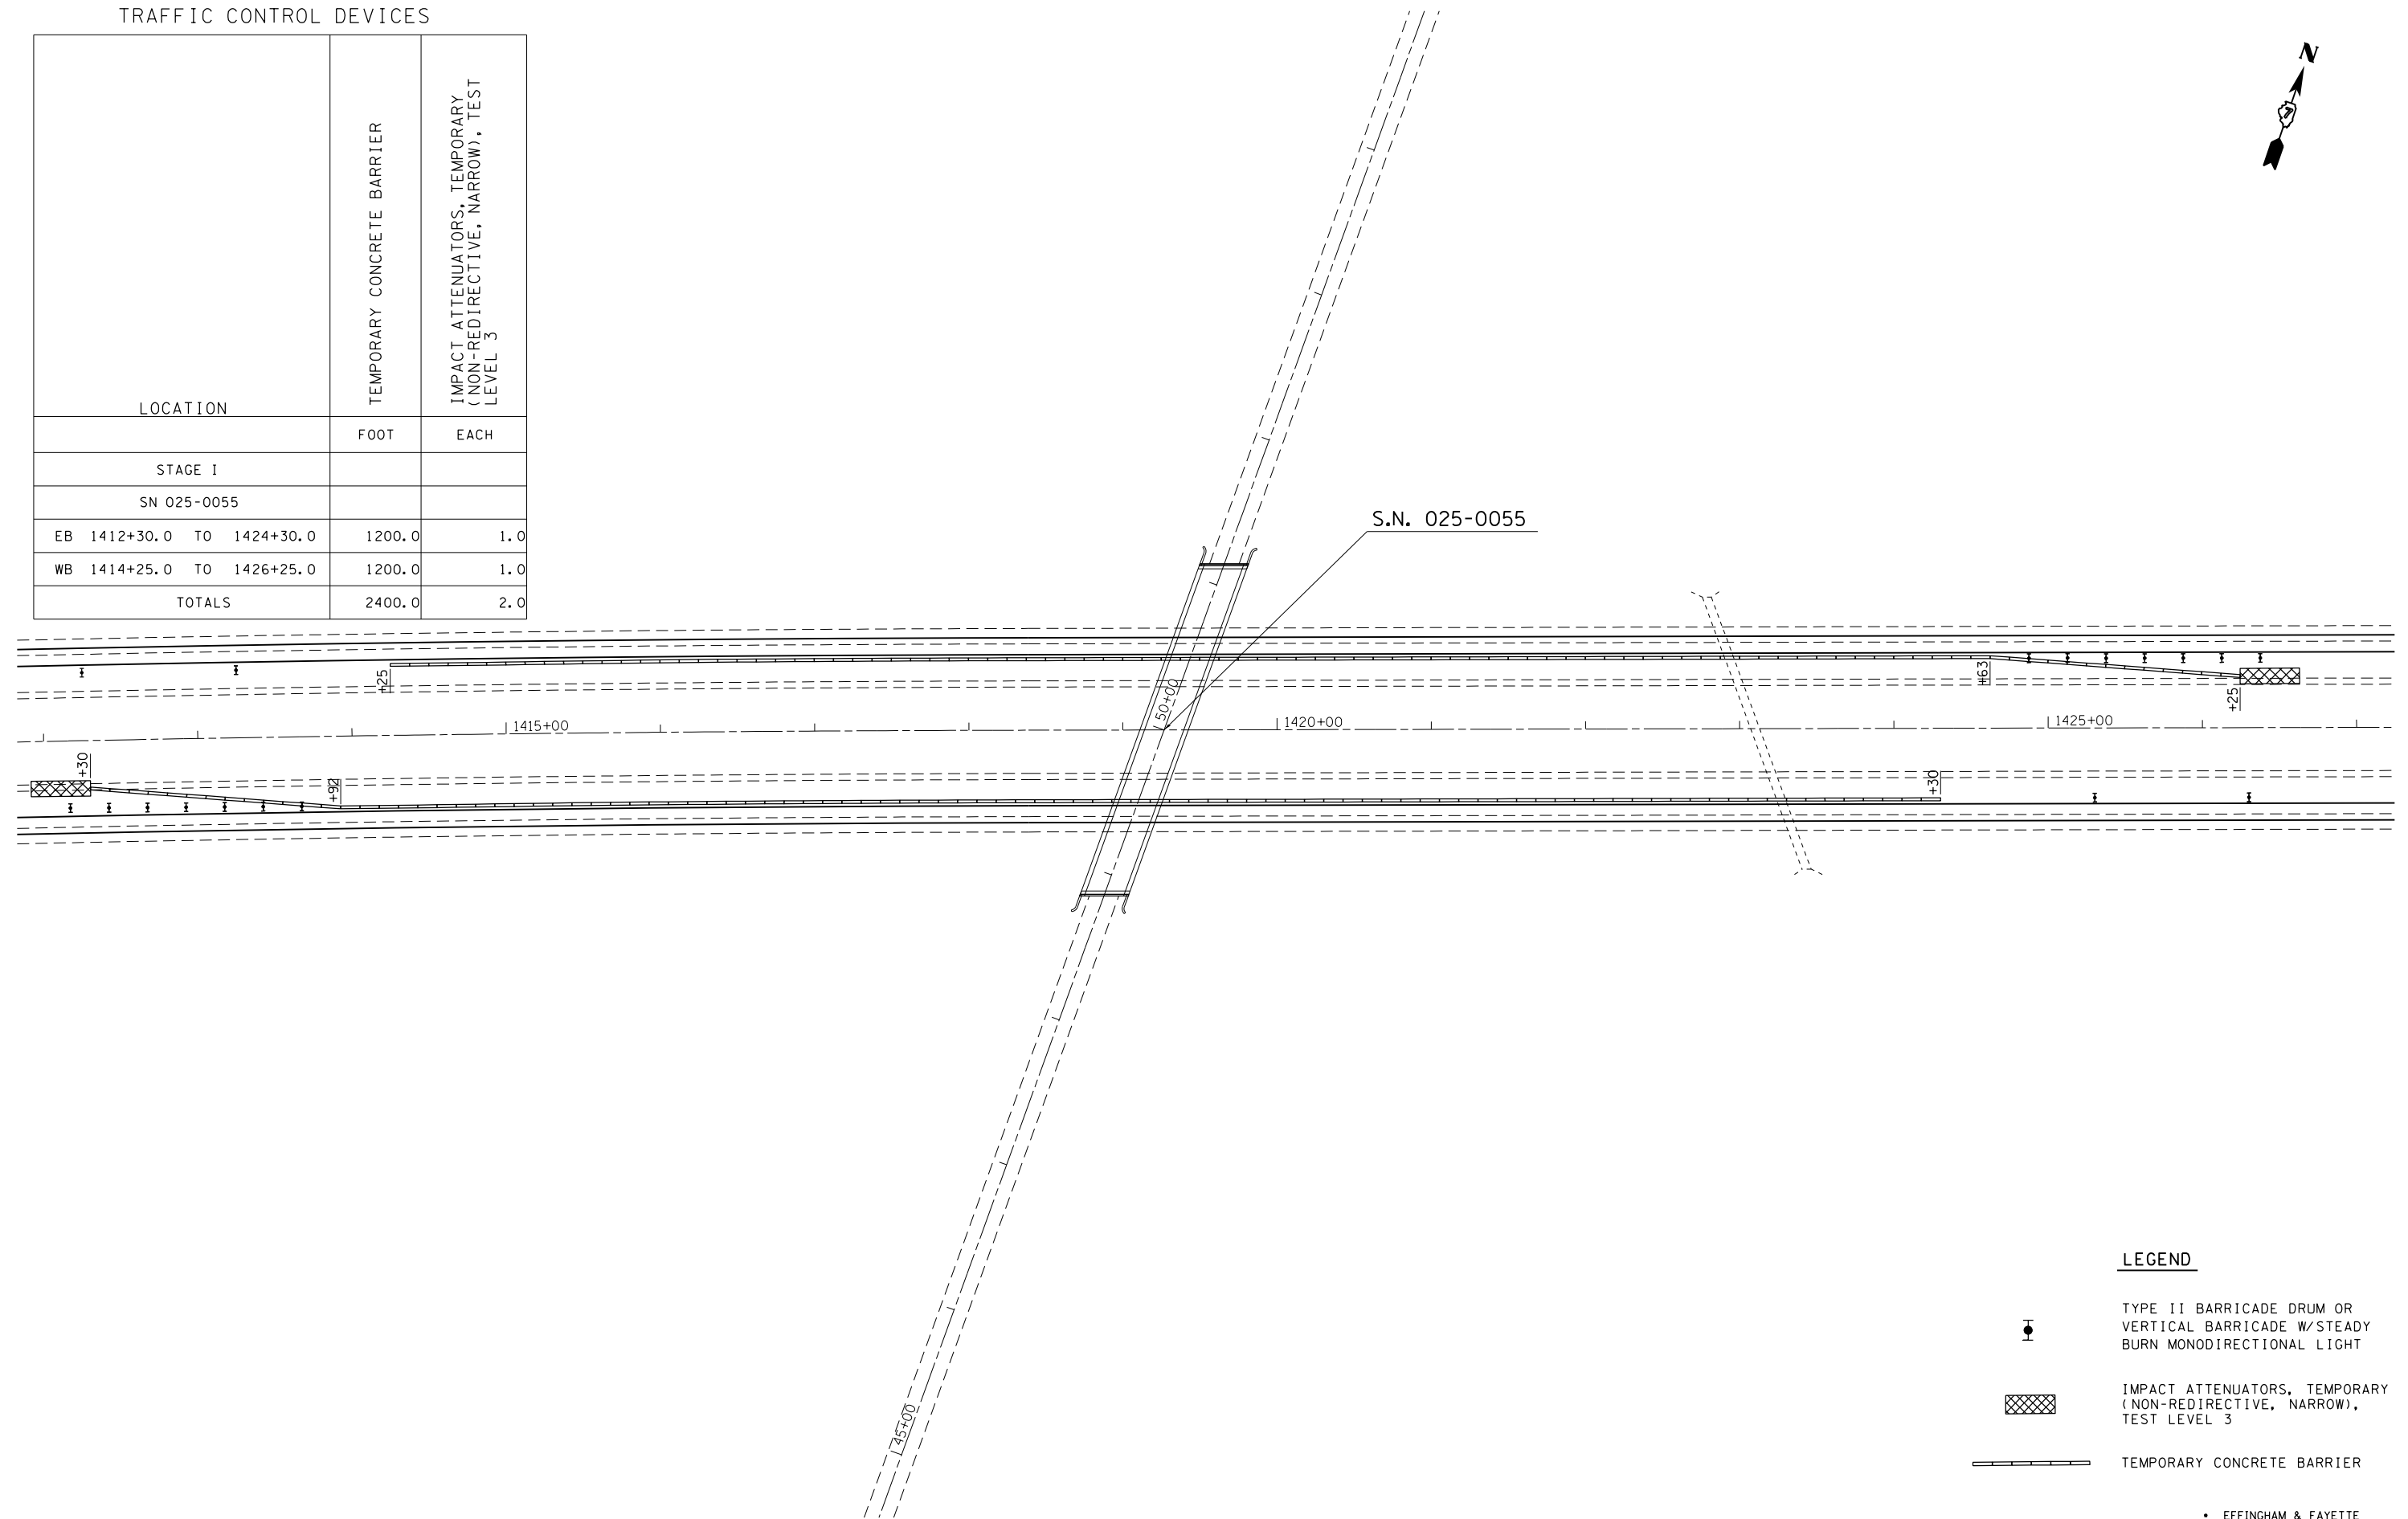 TRAFFIC CONTROL DEVICES
LOCATION
TEMPORARY CONCRETE BARRIER
IMPACT ATTENUATORS, TEMPORARY
(NON-REDIRECTIVE, NARROW), TEST
LEVEL 3
FOOT EACH
STAGE I
SN 025-0055
EB 1412+30.0 TO 1424+30.0 1200.0 1.0
WB 1414+25.0 TO 1426+25.0 1200.0 1.0
TOTALS 2400.0 2.0
N
7
S.N. 025-0055
+25
+63
+25
50+00
1415+00
1420+00
1425+00
+30
+92
+30
45+00
LEGEND
TYPE II BARRICADE DRUM OR
VERTICAL BARRICADE W/STEADY
BURN MONODIRECTIONAL LIGHT
IMPACT ATTENUATORS, TEMPORARY
(NON-REDIRECTIVE, NARROW),
TEST LEVEL 3
TEMPORARY CONCRETE BARRIER
• EFFINGHAM & FAYETTE